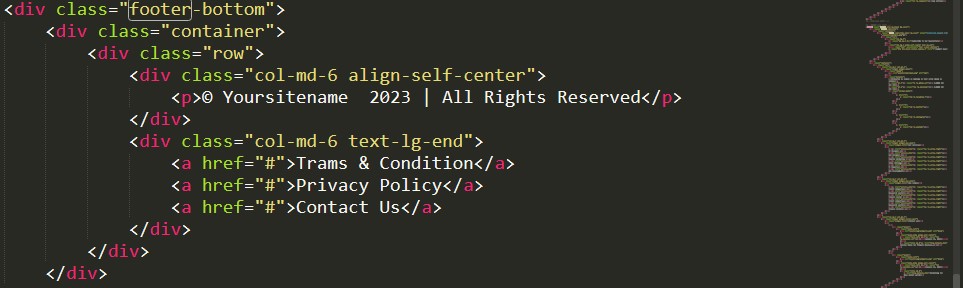 <div class="footer-bottom">
<div class="container">
<div class="row">
<div class="col-md-6 align-self-center">
<p>© Yoursitename  2023 | All Rights Reserved</p>
</div>
<div class="col-md-6 text-lg-end">
<a href="#">Trams & Condition</a>
<a href="#">Privacy Policy</a>
<a href="#">Contact Us</a>
</div>
</div>
</div>